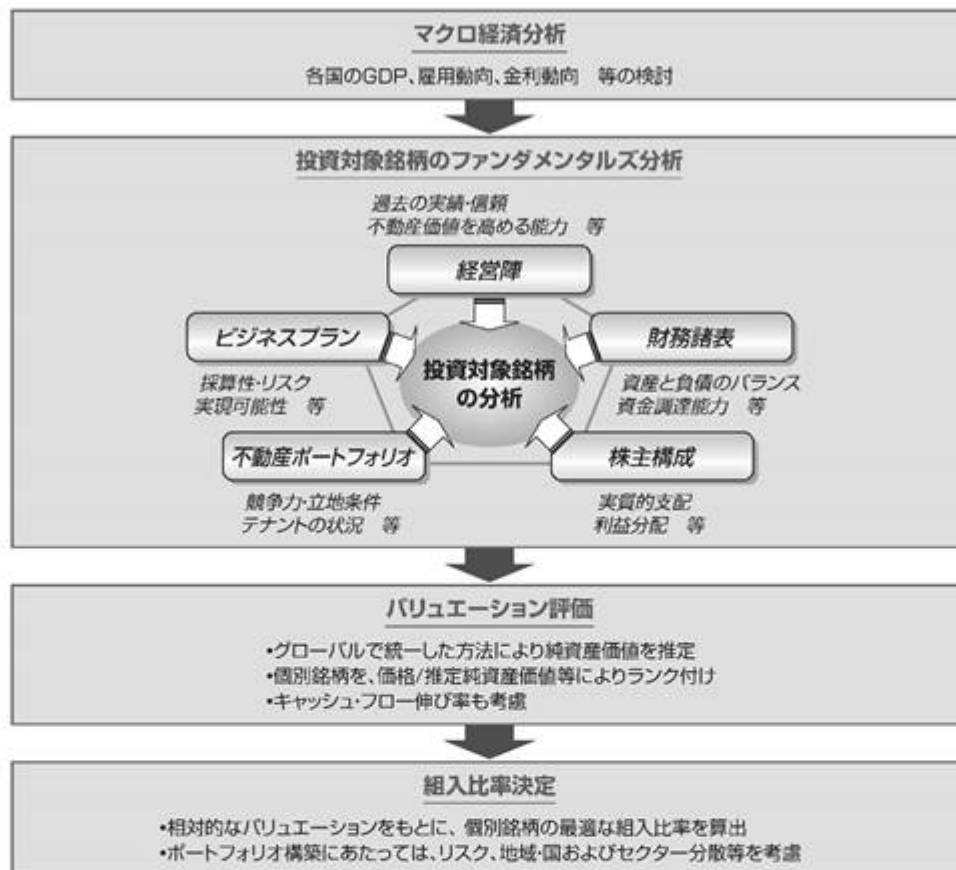 マクロ経済分析
各国のGDP、雇用動向、金利動向　等の検討
投資対象銘柄のファンダメンタルズ分析
過去の実績・信頼
不動産価値を高める能力　等
経営陣
ビジネスプラン
採算性・リスク
実現可能性　等
財務諸表
資産と負債のバランス
資金調達能力　等
投資対象銘柄
の分析
不動産ポートフォリオ
競争力・立地条件
テナントの状況　等
株主構成
実質的支配
利益分配　等
バリュエーション評価
•グローバルで統一した方法により純資産価値を推定
•個別銘柄を、価格/推定純資産価値等によりランク付け
•キャッシュ・フロー伸び率も考慮
組入比率決定
•相対的なバリュエーションをもとに、個別銘柄の最適な組入比率を算出
•ポートフォリオ構築にあたっては、リスク、地域・国およびセクター分散等を考慮